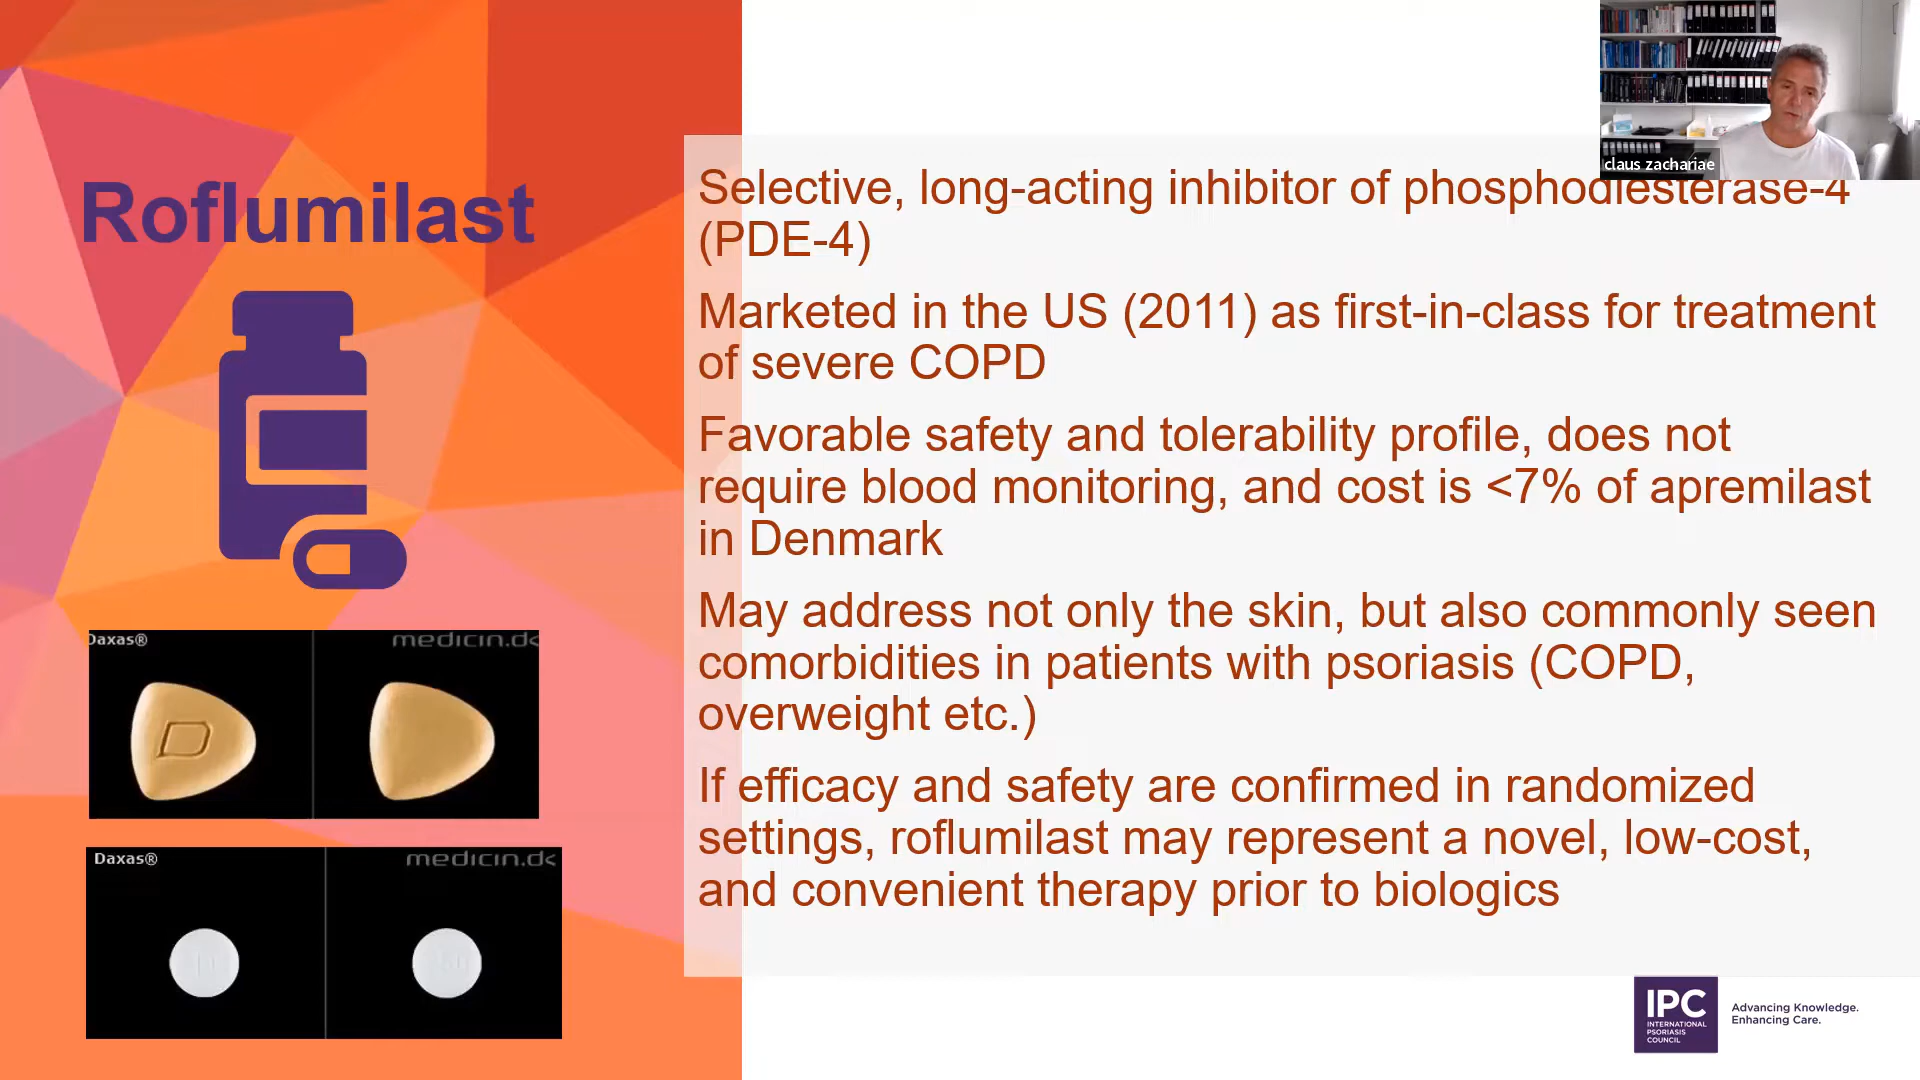 claus zachariae
Roflumilast
Selective, long-acting inhibitor of phosphodiesterase-4
(PDE-4)
Marketed in the US (2011) as first-in-class for treatment
of severe COPD
Favorable safety and tolerability profile, does not
require blood monitoring, and cost is <7% of apremilast
in Denmark
May address not only the skin, but also commonly seen
comorbidities in patients with psoriasis (COPD,
overweight etc.)
If efficacy and safety are confirmed in randomized
settings, roflumilast may represent a novel, low-cost,
and convenient therapy prior to biologics
Daxas® medicin.dk
D
Daxas® medicin.dk
IPC
INTERNATIONAL
PSORIASIS
COUNCIL
Advancing Knowledge.
Enhancing Care.